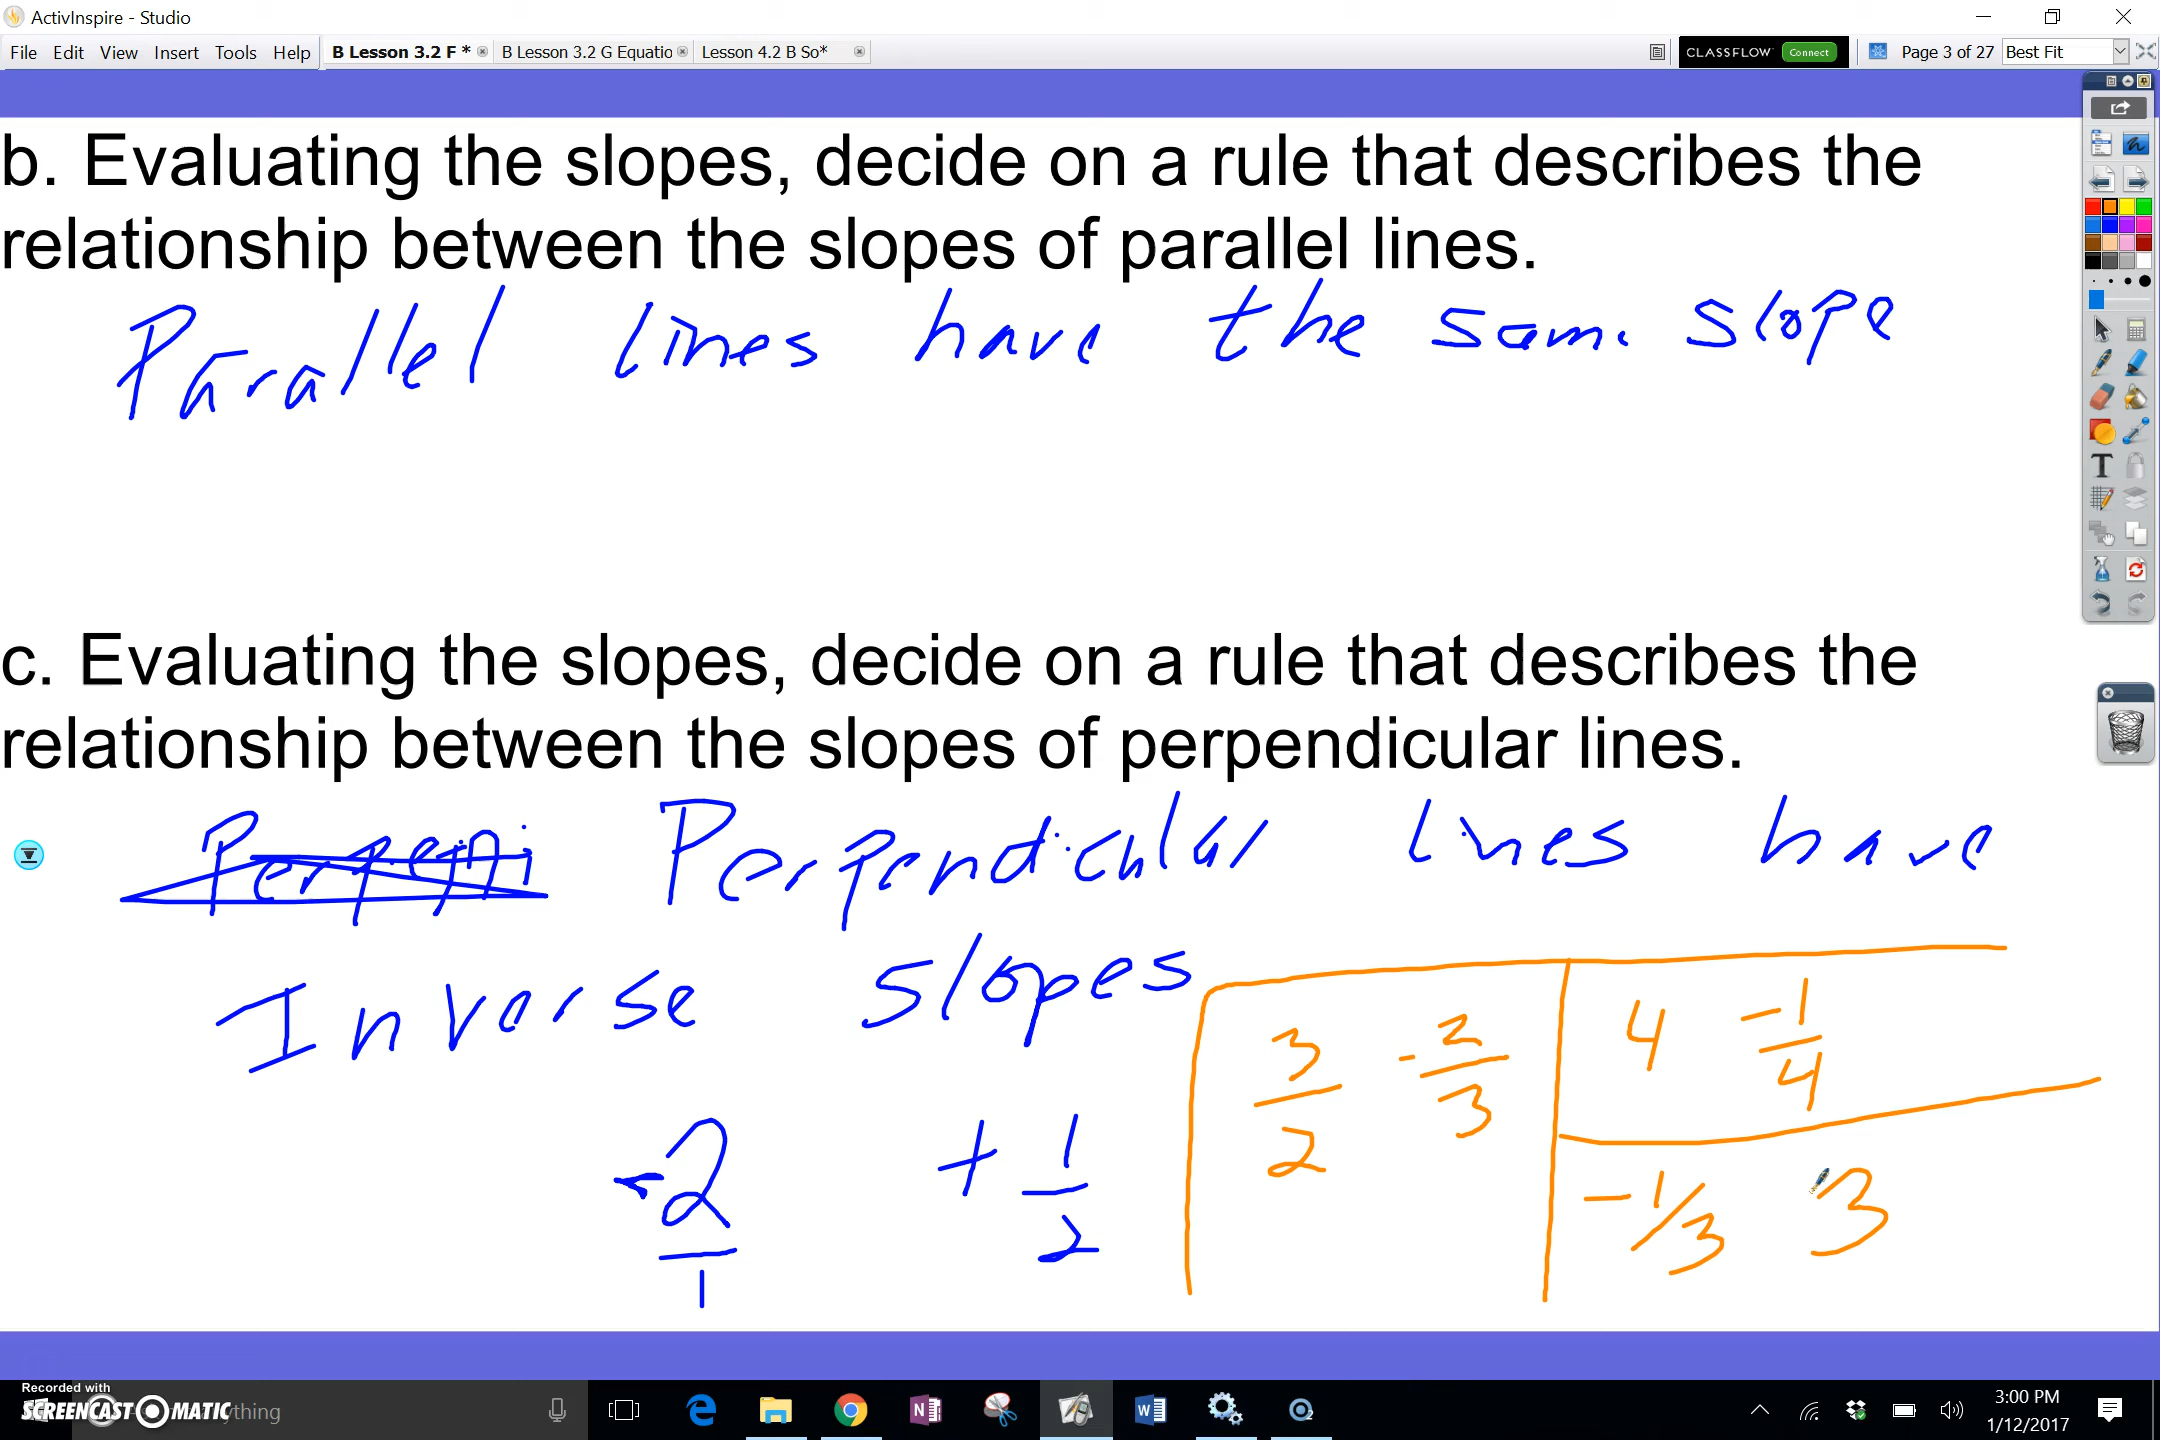 ActivInspire - Studio
File Edit View Insert Tools Help
B Lesson 3.2 F * B Lesson 3.2 G Equatio Lesson 4.2 B So*
CLASSFLOW Connect Page 3 of 27 Best Fit
b. Evaluating the slopes, decide on a rule that describes the
relationship between the slopes of parallel lines.
Parallel lines have the same slope
c. Evaluating the slopes, decide on a rule that describes the
relationship between the slopes of perpendicular lines.
Perpendicular lines have
Inverse slopes
-2/1 +1/2
3/2 -2/3
4 -1/4
-1/3 3
Recorded with
SCREENCAST MATIC ything
3:00 PM
1/12/2017